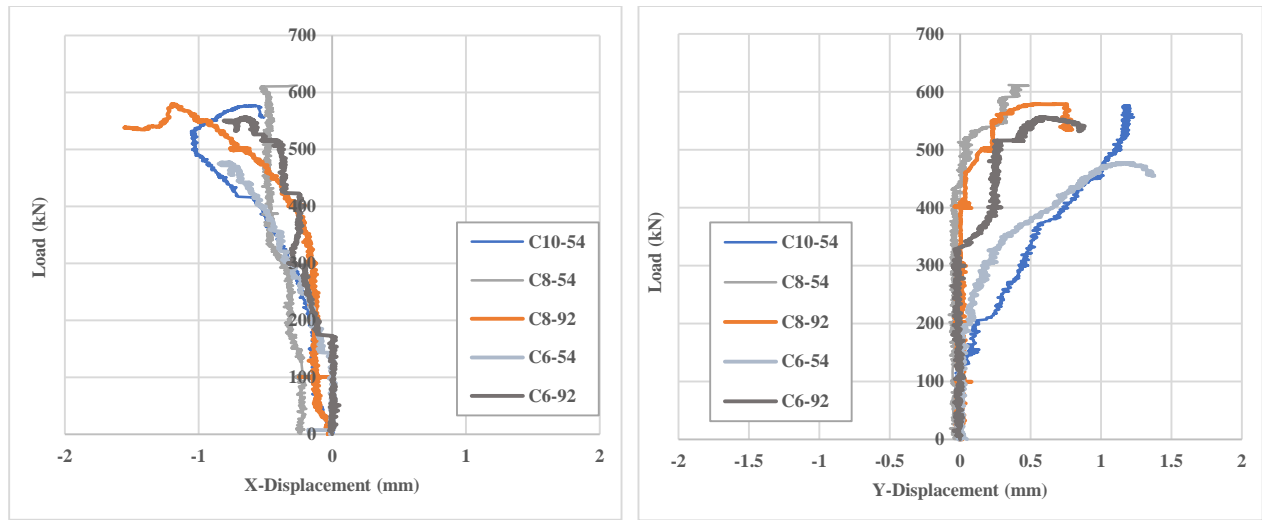 700
600
500
400
300
200
100
0
-2
-1
0
1
2
Load (kN)
X-Displacement (mm)
C10-54
C8-54
C8-92
C6-54
C6-92
700
600
500
400
300
200
100
0
-2
-1.5
-1
-0.5
0
0.5
1
1.5
2
Load (kN)
Y-Displacement (mm)
C10-54
C8-54
C8-92
C6-54
C6-92